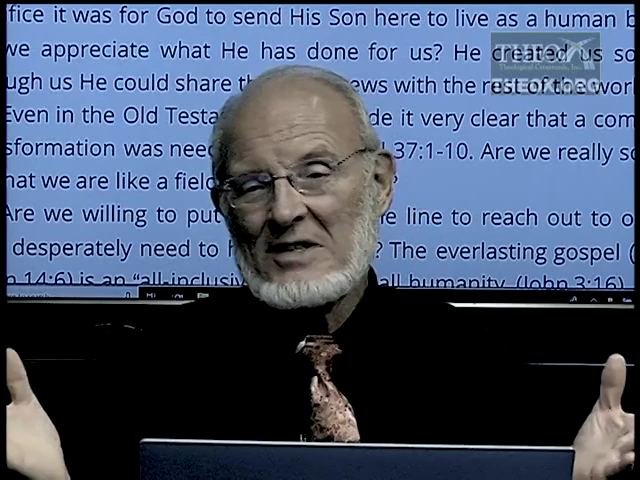 fice it was for God to send His Son here to live as a human b
we appreciate what He has done for us? He created us so
ugh us He could share th ews with the rest of the wor
Even in the Old Testa de it very clear that a com
sformation was need 37:1-10. Are we really so
hat we are like a field
Are we willing to put e line to reach out to o
desperately need to h ? The everlasting gospel (
n 14:6) is an “all-inclusiv all humanity. (John 3:16)